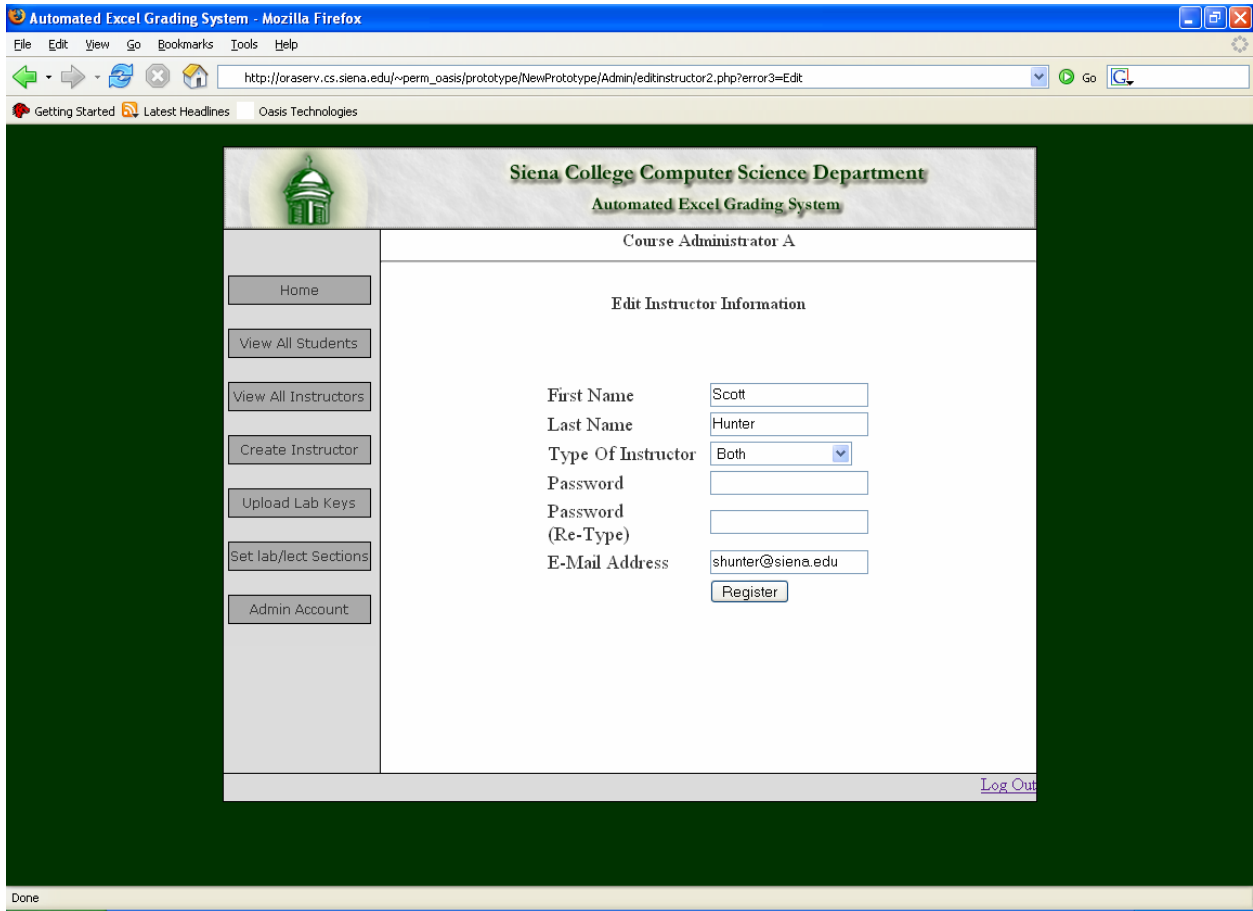 Automated Excel Grading System - Mozilla Firefox
File Edit View Go Bookmarks Tools Help
http://oraserv.cs.siena.edu/~perm_oasis/prototype/NewPrototype/Admin/editinstructor2.php?error3=Edit
Go
G
Getting Started Latest Headlines Oasis Technologies
Siena College Computer Science Department
Automated Excel Grading System
Course Administrator A
Home
View All Students
View All Instructors
Create Instructor
Upload Lab Keys
Set lab/lect Sections
Admin Account
Edit Instructor Information
First Name Scott
Last Name Hunter
Type Of Instructor Both
Password
Password
(Re-Type)
E-Mail Address shunter@siena.edu
Register
Log Out
Done